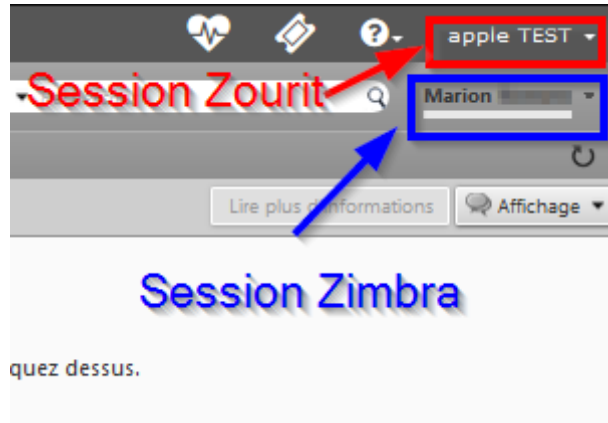 apple TEST
Session Zourit
Marion
Lire plus d'informations
Affichage
Session Zimbra
quez dessus.